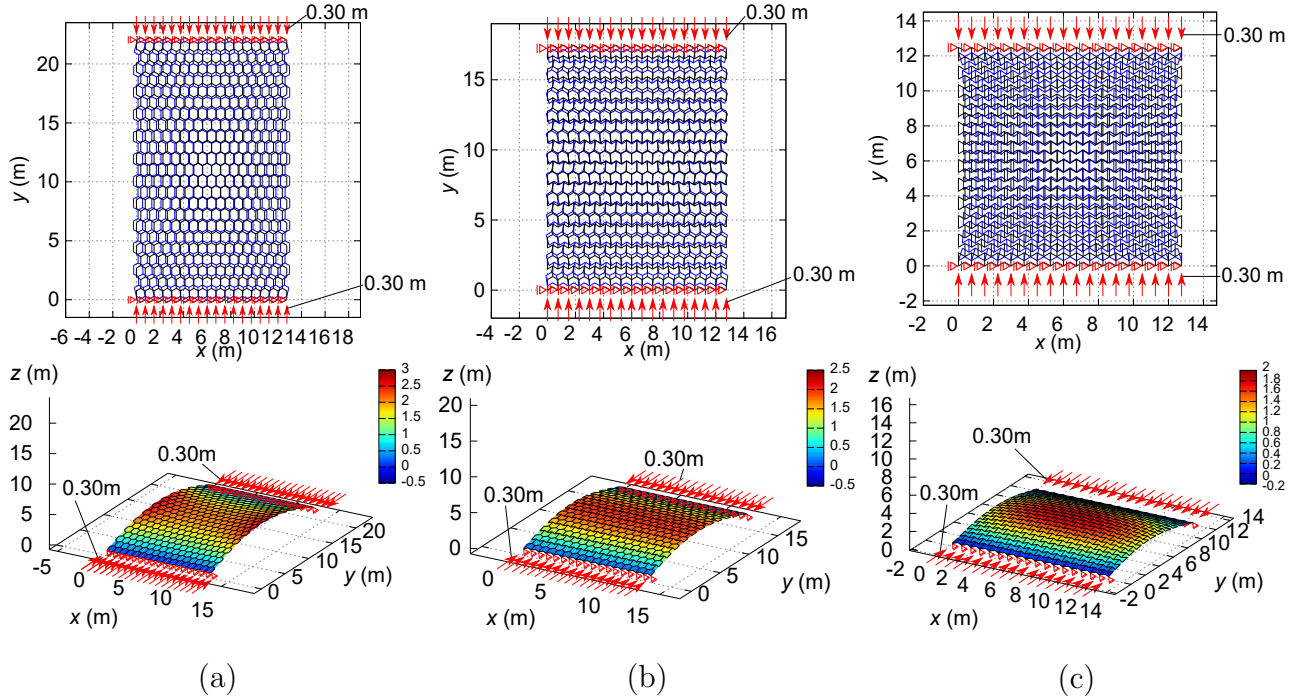 0.30 m
20
15
10
5
0
y (m)
-6 -4 -2 0 2 4 6 8 10 12 14 16 18
x (m)
0.30 m
0.30 m
15
10
5
0
y (m)
-4 -2 0 2 4 6 8 10 12 14 16
x (m)
0.30 m
14
12
10
8
6
4
2
0
-2
y (m)
0.30 m
-2 0 2 4 6 8 10 12 14
x (m)
0.30 m
z (m)
20
15
10
5
0
3
2.5
2
1.5
1
0.5
0
-0.5
0.30m
0.30m
-5 0 5 10 15
x (m)
0 5 10 15 20
y (m)
z (m)
20
15
10
5
0
2.5
2
1.5
1
0.5
0
-0.5
0.30m
0.30m
0 5 10 15
x (m)
0 5 10 15
y (m)
z (m)
16
14
12
10
8
6
4
2
0
2
1.8
1.6
1.4
1.2
1
0.8
0.6
0.4
0.2
0
-0.2
0.30m
0.30m
-2 0 2 4 6 8 10 12 14
x (m)
-2 0 2 4 6 8 10 12 14
y (m)
(a)
(b)
(c)